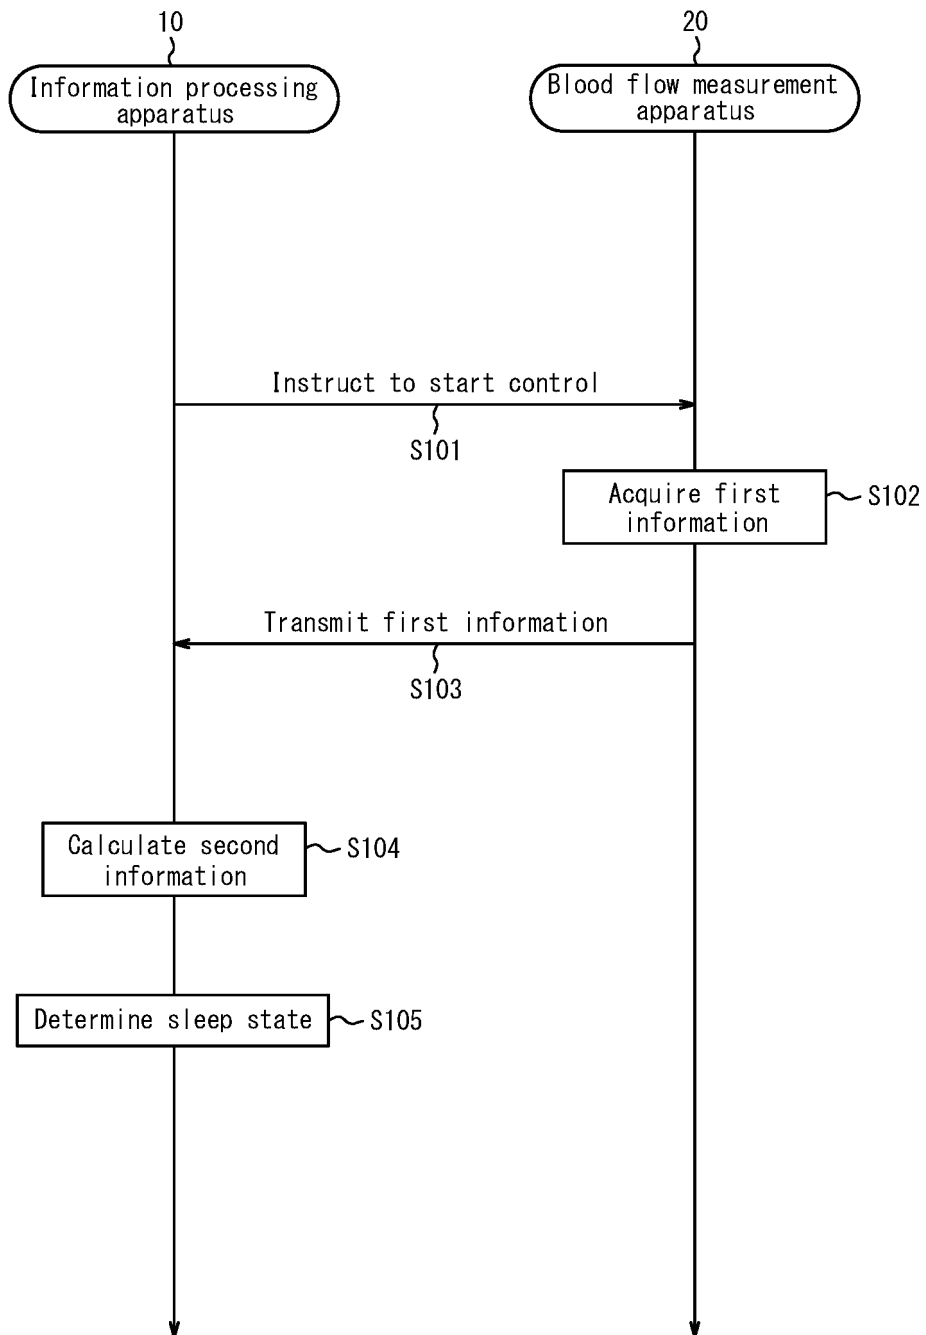 10
20
Information processing
apparatus
Blood flow measurement
apparatus
Instruct to start control
S101
Acquire first
information
S102
Transmit first information
S103
Calculate second
information
S104
Determine sleep state
S105